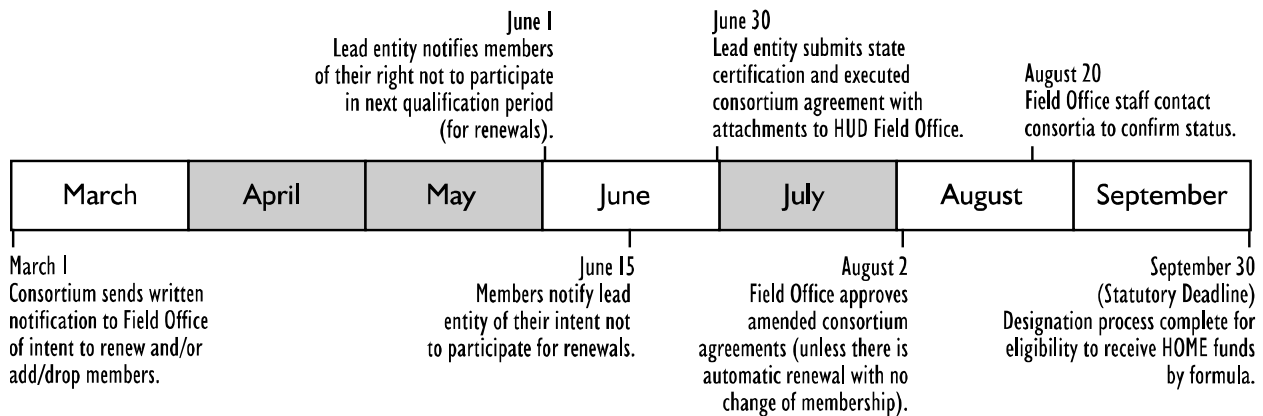 June 1
Lead entity notifies members
of their right not to participate
in next qualification period
(for renewals).
June 30
Lead entity submits state
certification and executed
consortium agreement with
attachments to HUD Field Office.
August 20
Field Office staff contact
consortia to confirm status.
March
April
May
June
July
August
September
March 1
Consortium sends written
notification to Field Office
of intent to renew and/or
add/drop members.
June 15
Members notify lead
entity of their intent not
to participate for renewals.
August 2
Field Office approves
amended consortium
agreements (unless there is
automatic renewal with no
change of membership).
September 30
(Statutory Deadline)
Designation process complete for
eligibility to receive HOME funds
by formula.